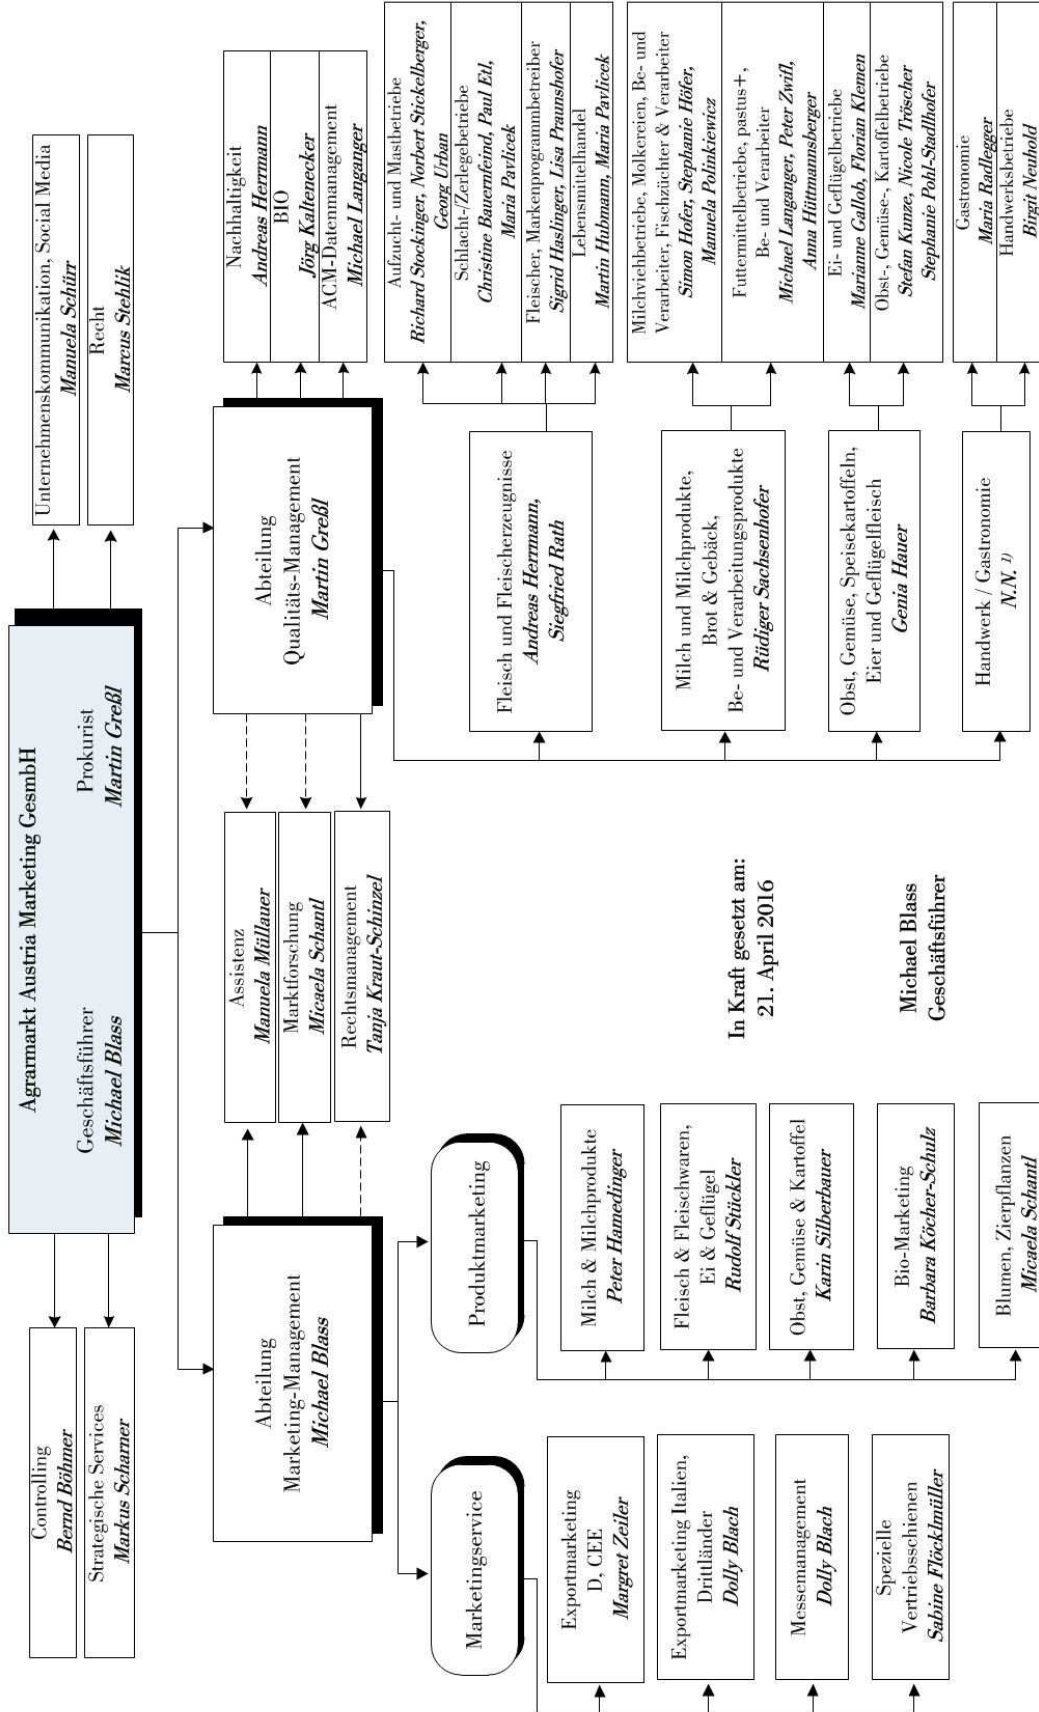 Agrarmarkt Austria Marketing GesmbH
Geschäftsführer
Michael Blass
Prokurist
Martin Greßl
Controlling
Bernd Böhmer
Strategische Services
Markus Scharner
Unternehmenskommunikation, Social Media
Manuela Schürr
Recht
Marcus Stehlik
Abteilung
Marketing-Management
Michael Blass
Assistenz
Manuela Müllauer
Marktforschung
Micaela Schantl
Rechtsmanagement
Tanja Kraut-Schinzel
Abteilung
Qualitäts-Management
Martin Greßl
Nachhaltigkeit
Andreas Herrmann
BIO
Jörg Kaltenecker
ACM-Datenmanagement
Michael Langanger
Marketingservice
Exportmarketing
D, CEE
Margret Zeiler
Exportmarketing Italien,
Drittländer
Dolly Blach
Messemanagement
Dolly Blach
Spezielle
Vertriebsschienen
Sabine Flöcklmüller
Produktmarketing
Milch & Milchprodukte
Peter Hamedinger
Fleisch & Fleischwaren,
Ei & Geflügel
Rudolf Stückler
Obst, Gemüse & Kartoffel
Karin Silberbauer
Bio-Marketing
Barbara Köcher-Schulz
Blumen, Zierpflanzen
Micaela Schantl
In Kraft gesetzt am:
21. April 2016
Michael Blass
Geschäftsführer
Fleisch und Fleischerzeugnisse
Andreas Herrmann,
Siegfried Rath
Aufzucht- und Mastbetriebe
Richard Stockinger, Norbert Stickelberger,
Georg Urban
Schlacht-/Zerlegebetriebe
Christine Bauernfeind, Paul Etl,
Maria Pavlicek
Fleischer, Markenprogrammbetreiber
Sigrid Haslinger, Lisa Praunshofer
Lebensmittelhandel
Martin Hubmann, Maria Pavlicek
Milch und Milchprodukte,
Brot & Gebäck,
Be- und Verarbeitungsprodukte
Rüdiger Sachsenhofer
Milchviehbetriebe, Molkereien, Be- und
Verarbeiter, Fischzüchter & Verarbeiter
Simon Hofer, Stephanie Höfer,
Manuela Polinkiewicz
Futtermittelbetriebe, pastus+,
Be- und Verarbeiter
Michael Langanger, Peter Zwifl,
Anna Hüttmannsberger
Obst, Gemüse, Speisekartoffeln,
Eier und Geflügelfleisch
Genia Hauer
Ei- und Geflügelbetriebe
Marianne Gallob, Florian Klemen
Obst-, Gemüse-, Kartoffelbetriebe
Stefan Kunze, Nicole Tröscher
Stephanie Pohl-Stadlhofer
Handwerk / Gastronomie
N.N. 1)
Gastronomie
Maria Radlegger
Handwerksbetriebe
Birgit Neuhold